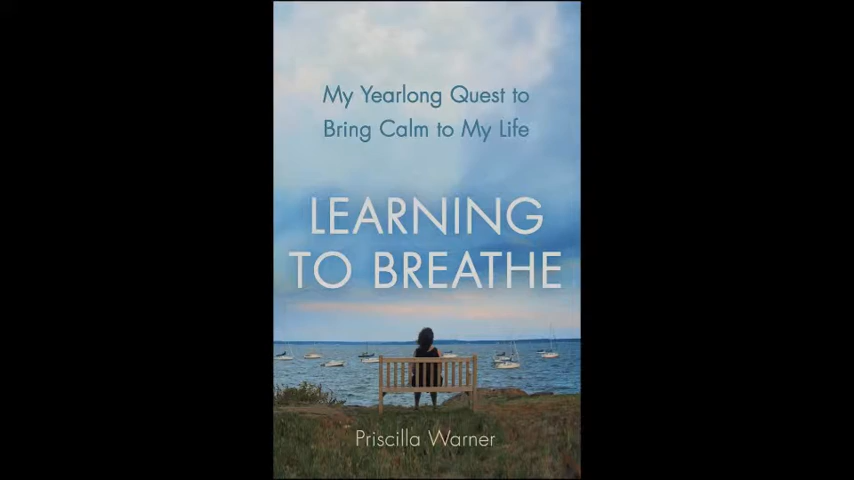 My Yearlong Quest to
Bring Calm to My Life
LEARNING
TO BREATHE
Priscilla Warner